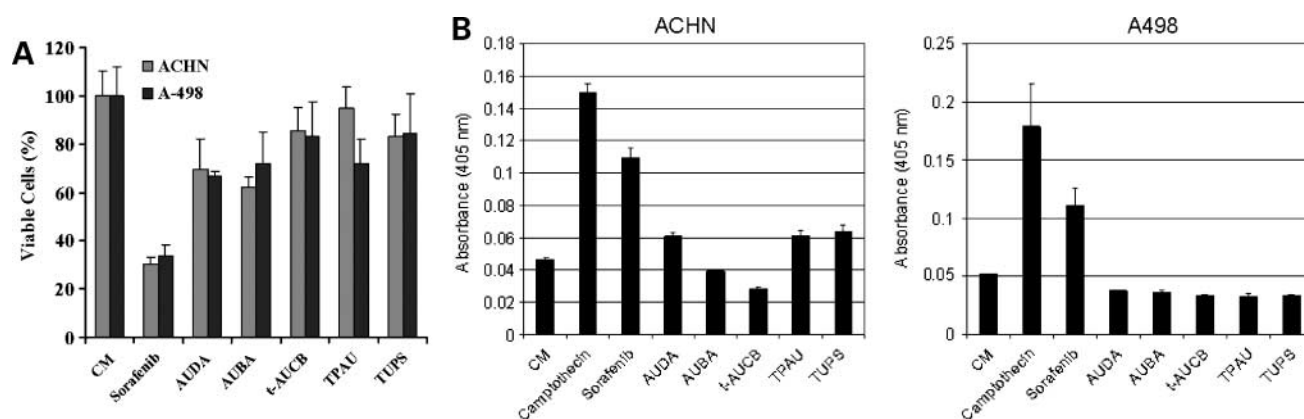 A
Viable Cells (%)
120
100
80
60
40
20
0
ACHN
A-498
CM
Sorafenib
AUDA
AUBA
t-AUCB
TPAU
TUPS
B
ACHN
Absorbance (405 nm)
0.18
0.16
0.14
0.12
0.1
0.08
0.06
0.04
0.02
0
CM
Camptothecin
Sorafenib
AUDA
AUBA
t-AUCB
TPAU
TUPS
A498
Absorbance (405 nm)
0.25
0.2
0.15
0.1
0.05
0
CM
Camptothecin
Sorafenib
AUDA
AUBA
t-AUCB
TPAU
TUPS